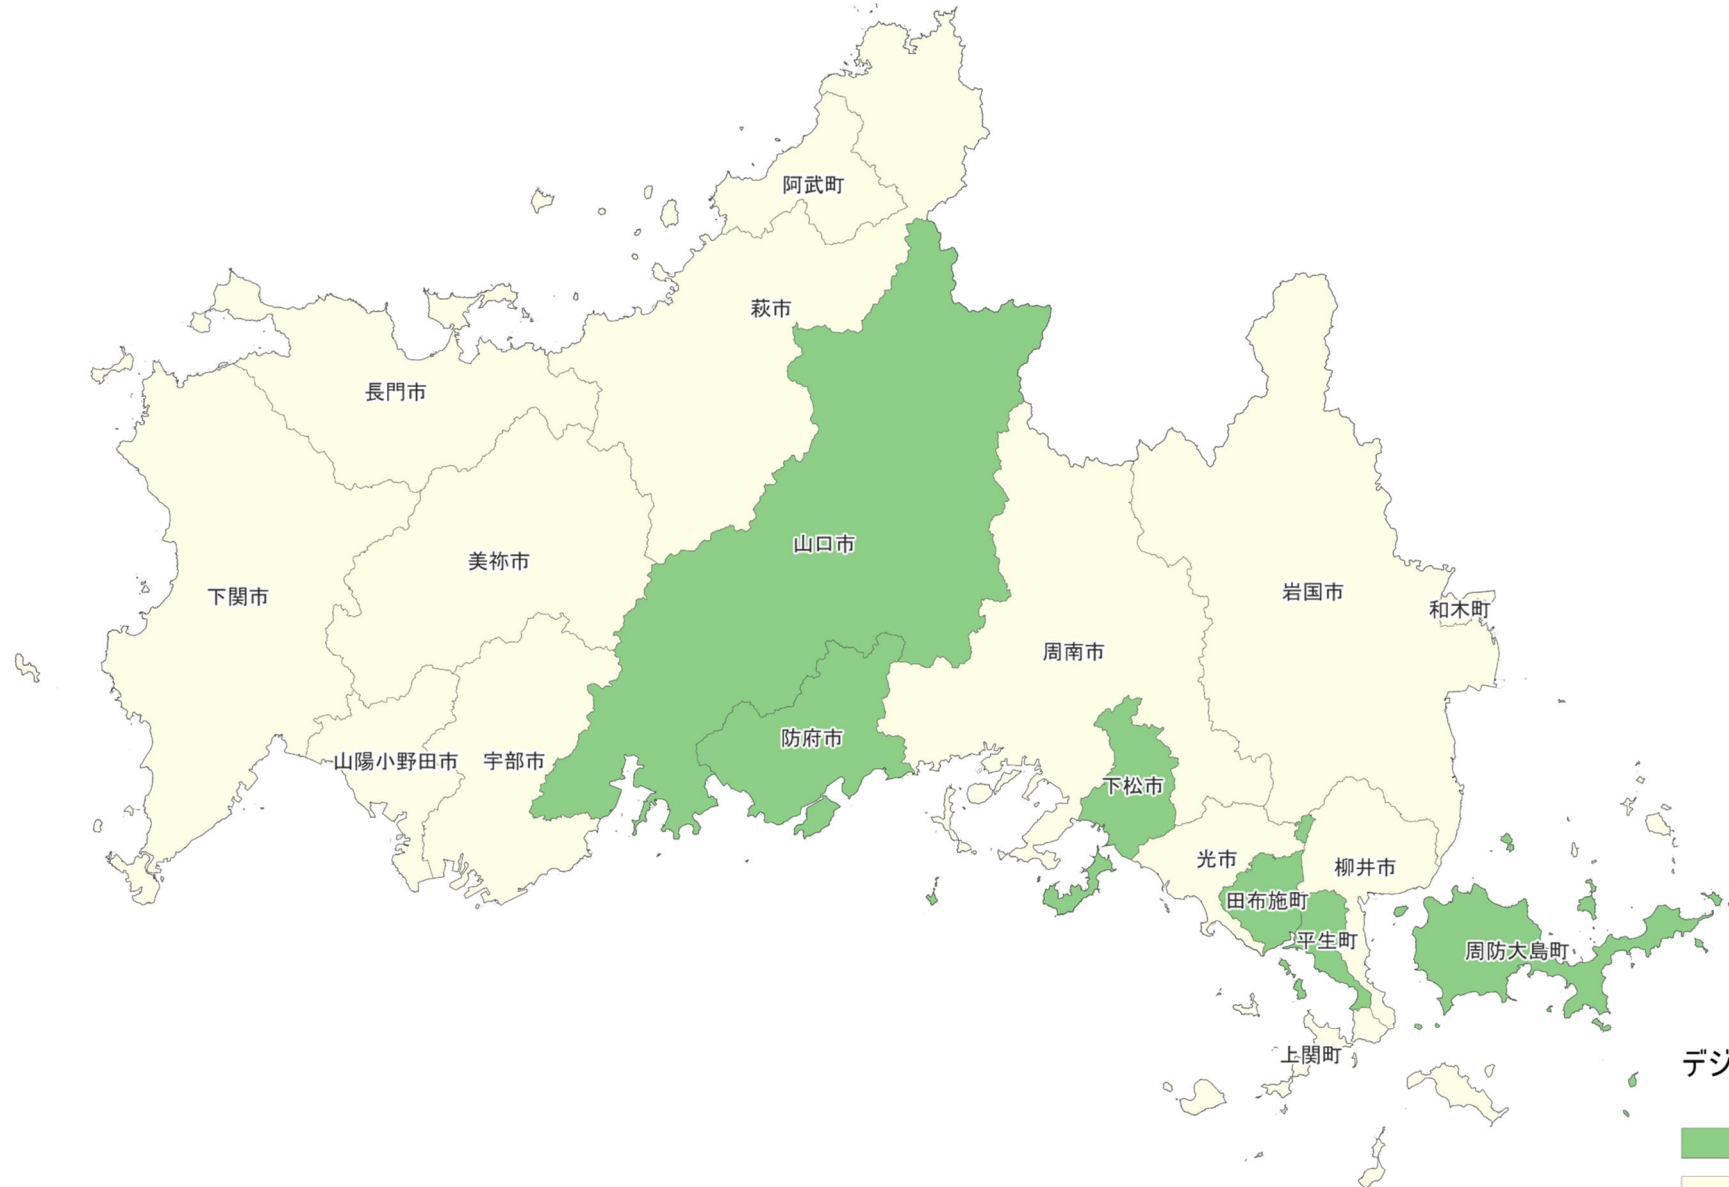 阿武町
萩市
長門市
山口市
美祢市
下関市
岩国市
和木町
周南市
防府市
山陽小野田市
宇部市
下松市
光市
柳井市
田布施町
平生町
周防大島町
上関町
デジ